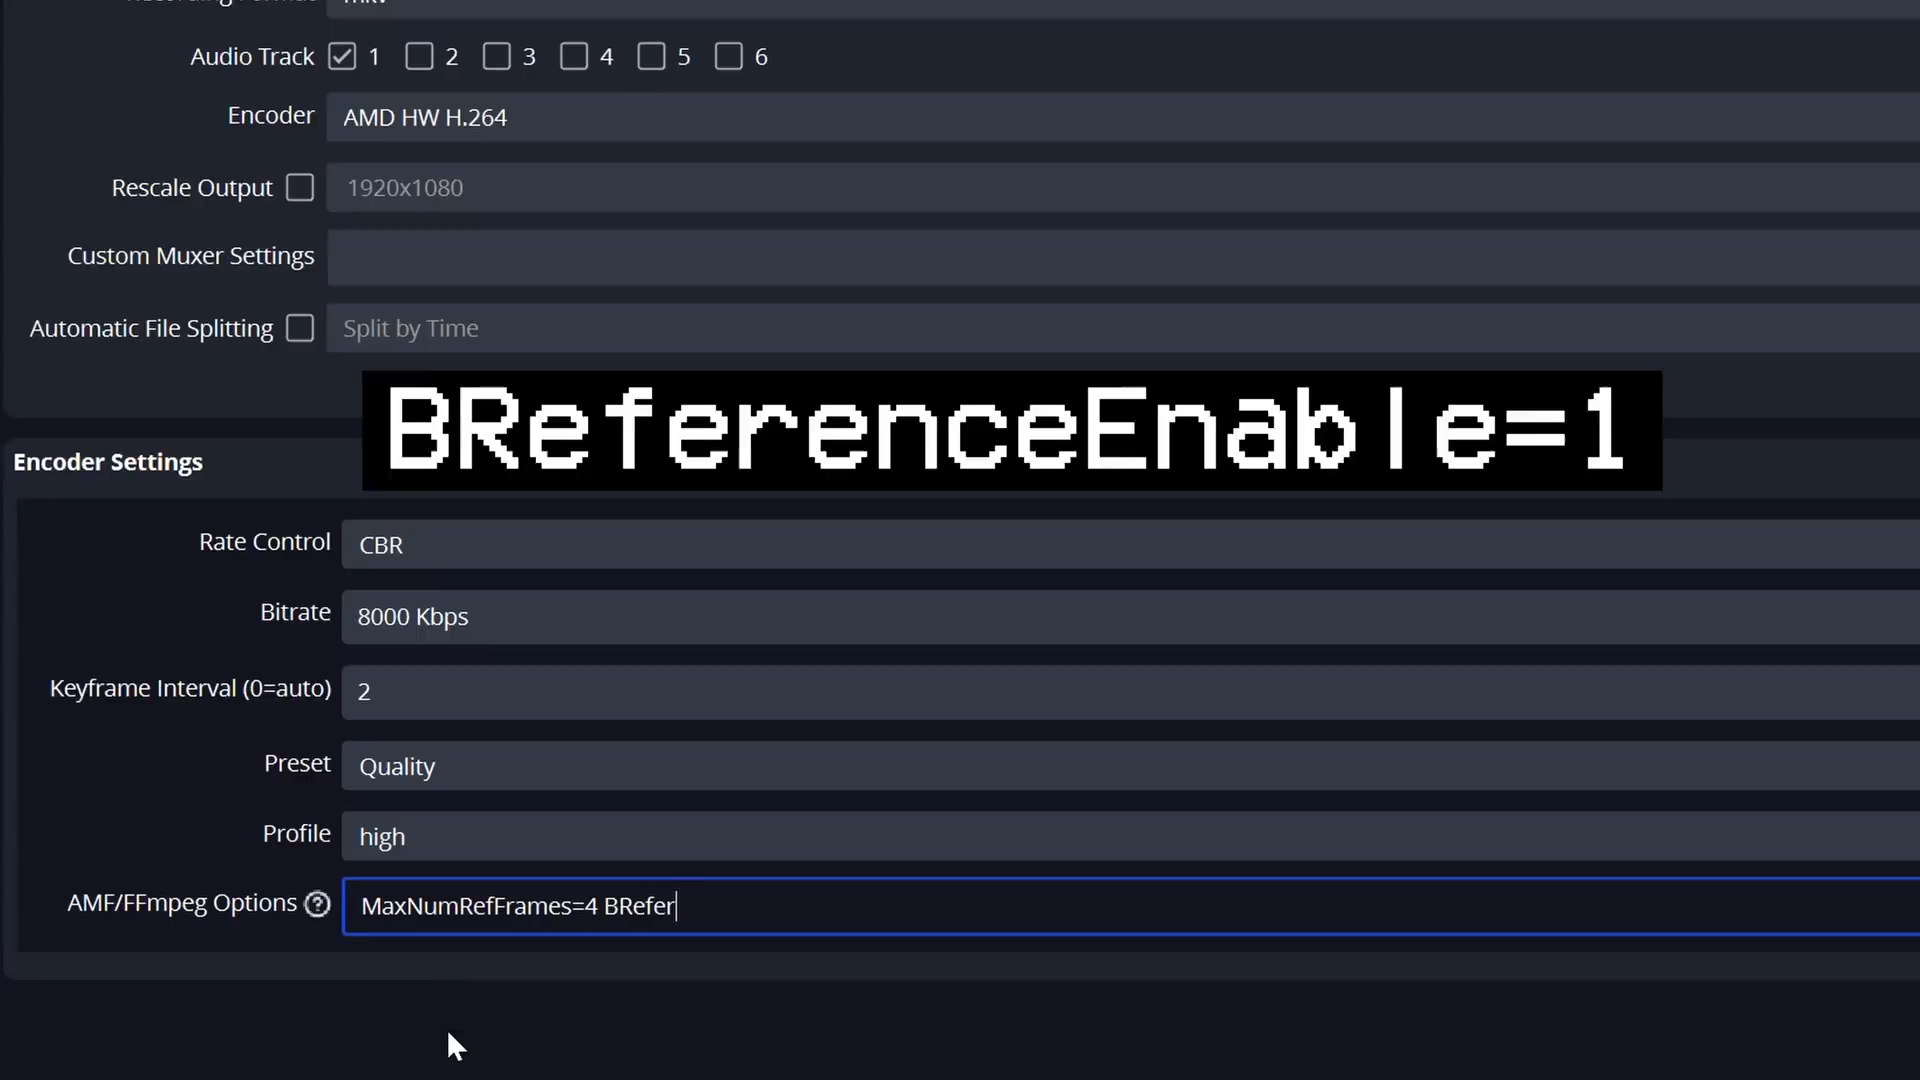 Audio Track 1 2 3 4 5 6
Encoder AMD HW H.264
Rescale Output 1920x1080
Custom Muxer Settings
Automatic File Splitting Split by Time
BReferenceEnable=1
Encoder Settings
Rate Control CBR
Bitrate 8000 Kbps
Keyframe Interval (0=auto) 2
Preset Quality
Profile high
AMF/FFmpeg Options ? MaxNumRefFrames=4 BRefer